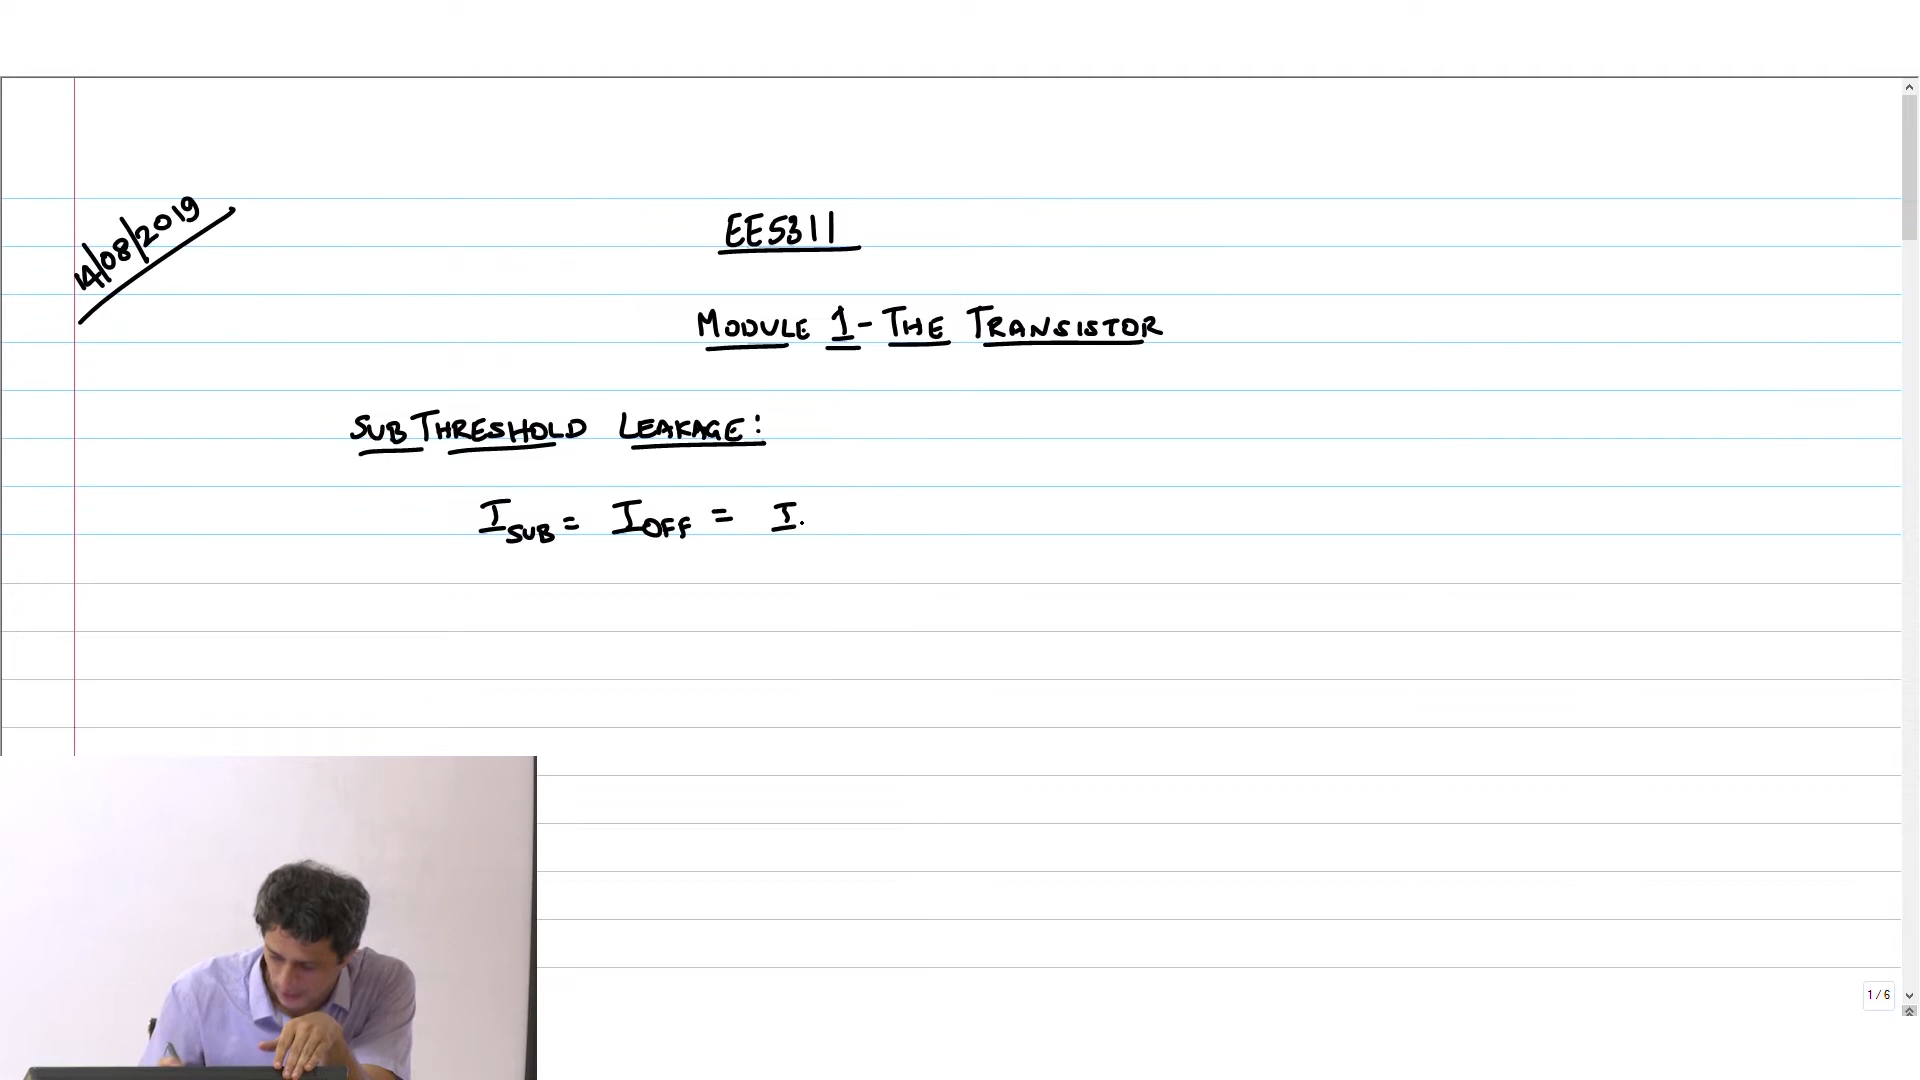 14/08/2019
EE5311
MODULE 1 - THE TRANSISTOR
SUBTHRESHOLD LEAKAGE:
I_SUB = I_OFF = I
1 / 6